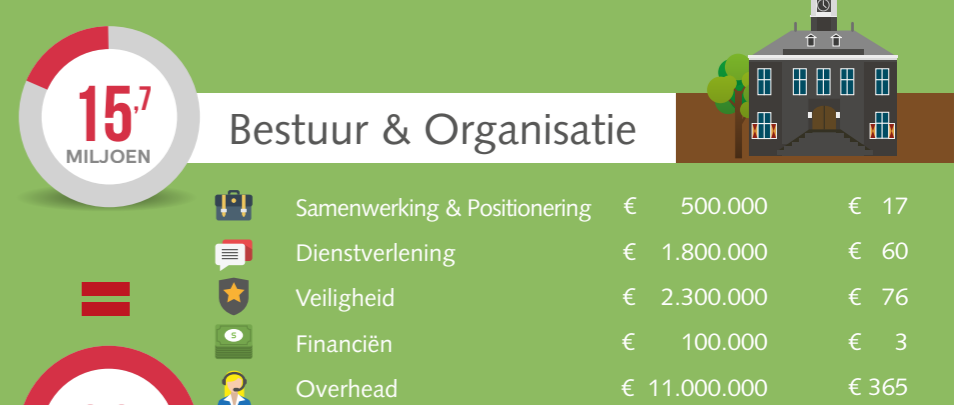 15,7
MILJOEN
Bestuur & Organisatie
Samenwerking & Positionering € 500.000 € 17
Dienstverlening € 1.800.000 € 60
Veiligheid € 2.300.000 € 76
Financiën € 100.000 € 3
Overhead € 11.000.000 € 365